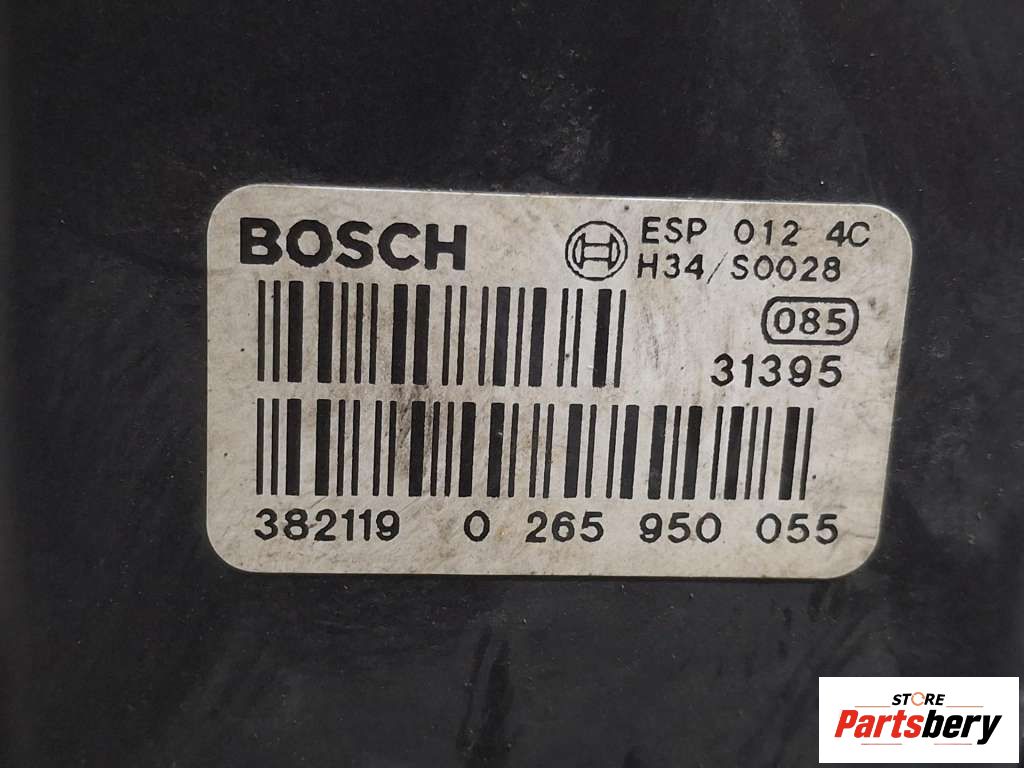 BOSCH
ESP 012 4C
H34/S0028
085
31395
382119 0 265 950 055
STORE
Partsbery